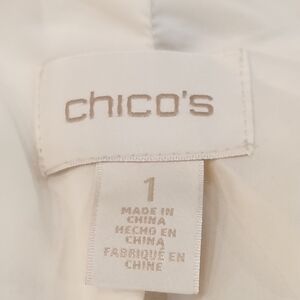 chico's
1
MADE IN
CHINA
HECHO EN
CHINA
FABRIQUÉ EN
CHINE